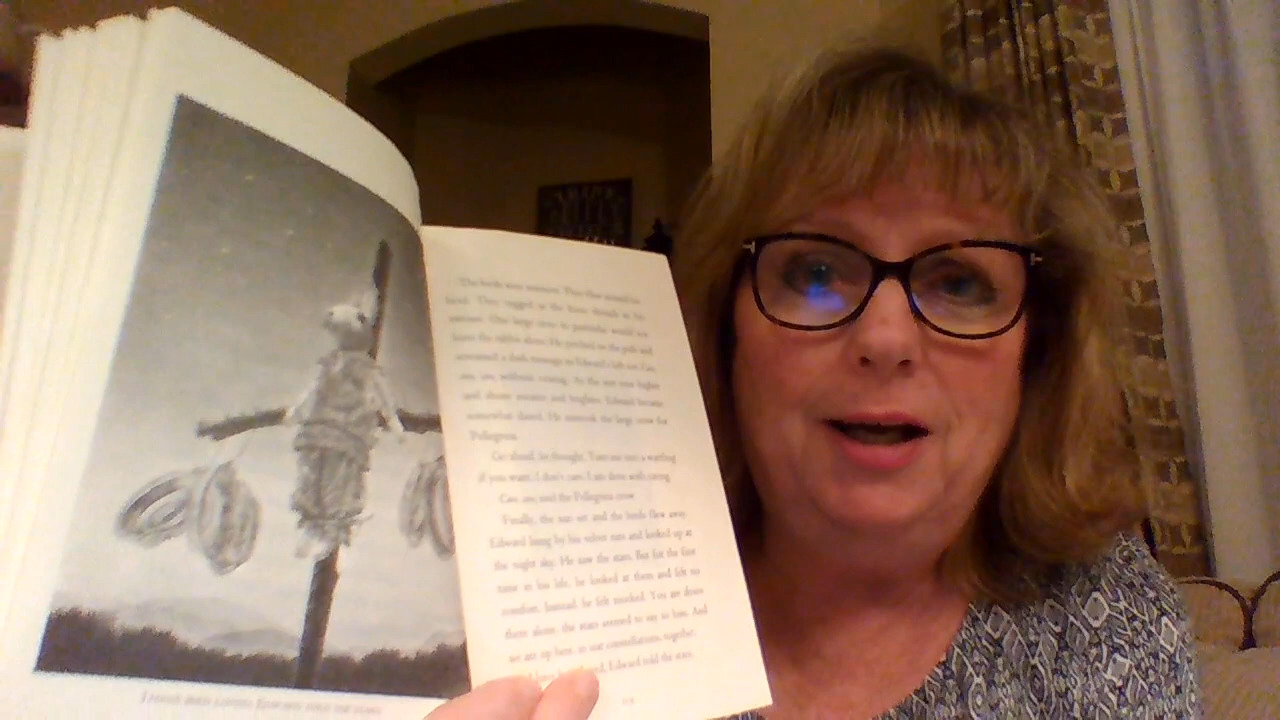 The birds were
They tugged at the loose threads in his
One large crow in particular would not
leave the rabbit alone. He perched on the pole and
screamed a dark message in Edward's left ear: Caw,
caw, caw, without ceasing. As the sun rose higher
and shone meaner and brighter, Edward became
somewhat dazed. He mistook the large crow for
Pellegrina.
Go ahead, he thought. Turn me into a warthog
if you want. I don't care. I am done with caring.
Caw, caw, said the Pellegrina crow.
Finally, the sun set and the birds flew away.
Edward hung by his velvet ears and looked up at
the night sky. He saw the stars. But for the first
time in his life, he looked at them and felt no
comfort. Instead, he felt mocked. You are down
there alone, the stars seemed to say to him. And
we are up here, in our constellations, together.
Edward told the stars.